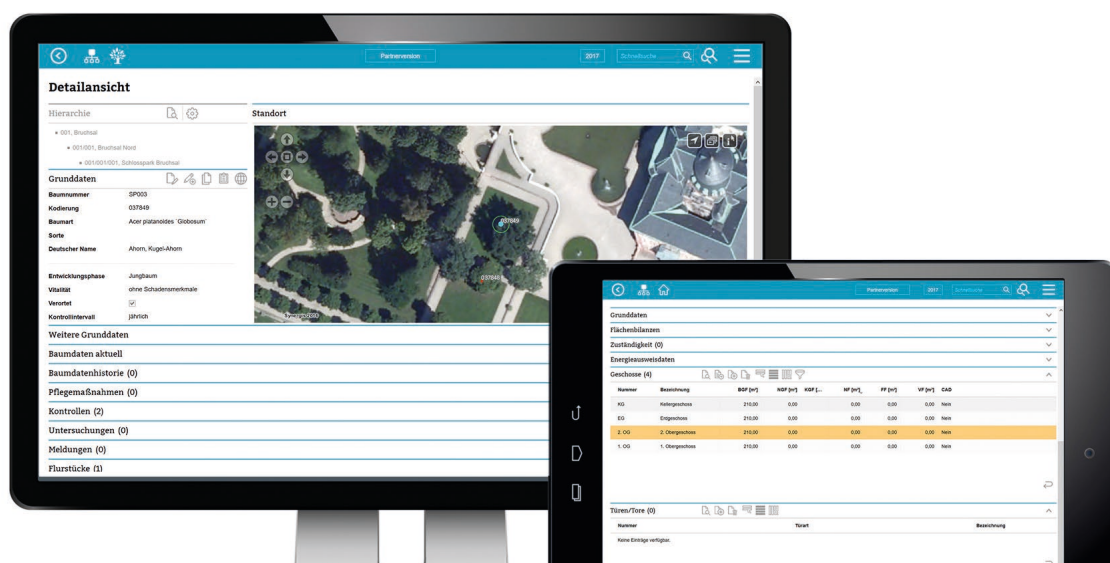 Partnerversion 2017 Schnellsuche
Detailansicht
Hierarchie
001, Bruchsal
001/001, Bruchsal Nord
001/001/001, Schlosspark Bruchsal
Grunddaten
Baumnummer SP003
Kodierung 037849
Baumart Acer platanoides `Globosum`
Sorte
Deutscher Name Ahorn, Kugel-Ahorn
Entwicklungsphase Jungbaum
Vitalität ohne Schadensmerkmale
Verortet
Kontrollintervall jährlich
Standort
037849
037848
Synergis 2016
Weitere Grunddaten
Baumdaten aktuell
Baumdatenhistorie (0)
Pflegemaßnahmen (0)
Kontrollen (2)
Untersuchungen (0)
Meldungen (0)
Flurstücke (1)
Partnerversion 2017 Schnellsuche
Grunddaten
Flächenbilanzen
Zuständigkeit (0)
Energieausweisdaten
Geschosse (4)
Nummer Bezeichnung BGF [m²] NGF [m²] KGF [... NF [m²] FF [m²] VF [m²] CAD
KG Kellergeschoss 210,00 0,00 0,00 0,00 0,00 Nein
EG Erdgeschoss 210,00 0,00 0,00 0,00 0,00 Nein
2. OG 2. Obergeschoss 210,00 0,00 0,00 0,00 0,00 Nein
1. OG 1. Obergeschoss 210,00 0,00 0,00 0,00 0,00 Nein
Türen/Tore (0)
Nummer Türart Bezeichnung
Keine Einträge verfügbar.